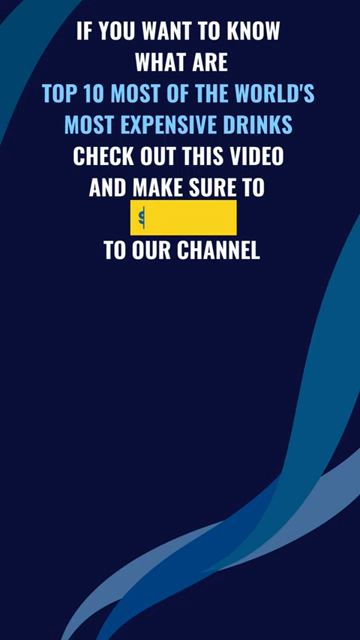 IF YOU WANT TO KNOW
WHAT ARE
TOP 10 MOST OF THE WORLD'S
MOST EXPENSIVE DRINKS
CHECK OUT THIS VIDEO
AND MAKE SURE TO
S
TO OUR CHANNEL